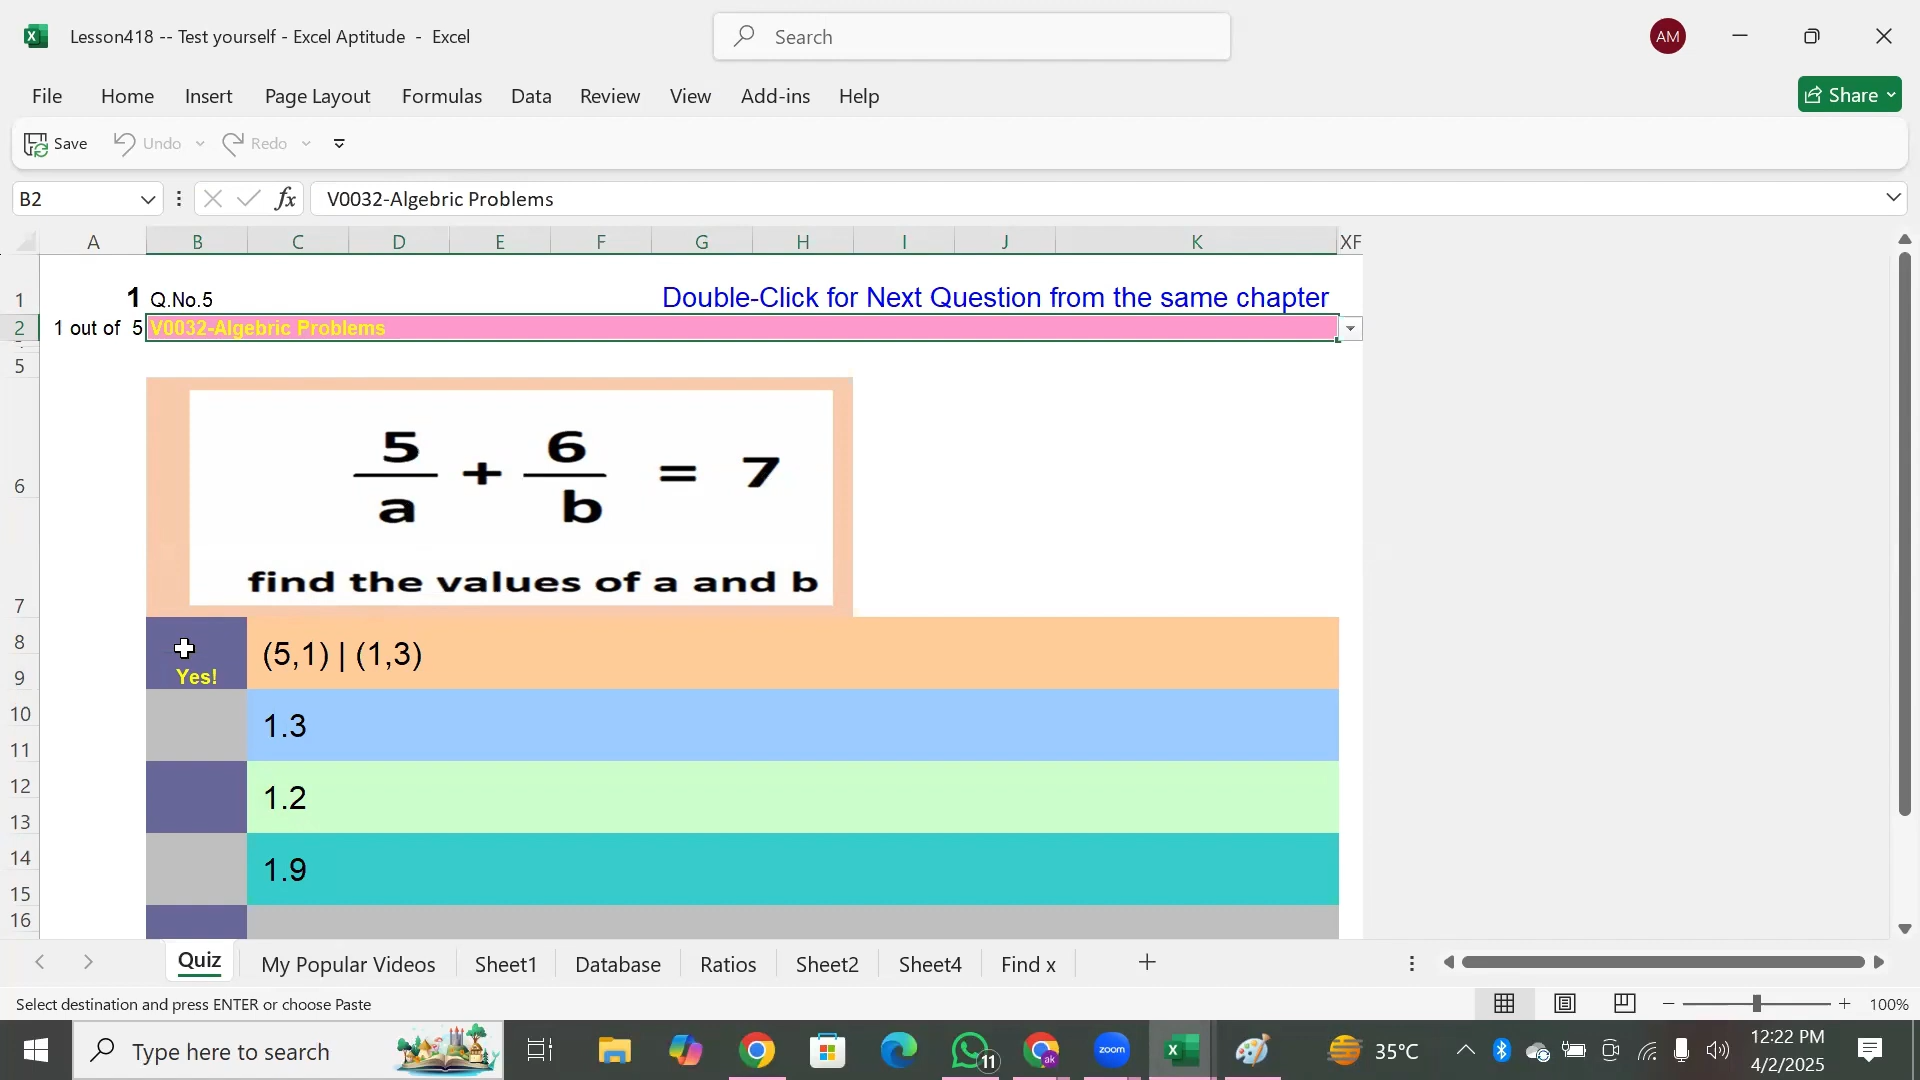 Lesson418 -- Test yourself - Excel Aptitude - Excel
Search
AM
File Home Insert Page Layout Formulas Data Review View Add-ins Help
Share
Save Undo Redo
B2 fx V0032-Algebric Problems
A B C D E F G H I J K XF
1 1 Q.No.5 Double-Click for Next Question from the same chapter
2 1 out of 5 V0032-Algebric Problems
5
5/a + 6/b = 7
6
find the values of a and b
7
8
(5,1) | (1,3)
9 Yes!
10
1.3
11
12
1.2
13
14
1.9
15
16
Quiz My Popular Videos Sheet1 Database Ratios Sheet2 Sheet4 Find x
Select destination and press ENTER or choose Paste 100%
Type here to search 11 ak zoom 35°C 12:22 PM
4/2/2025